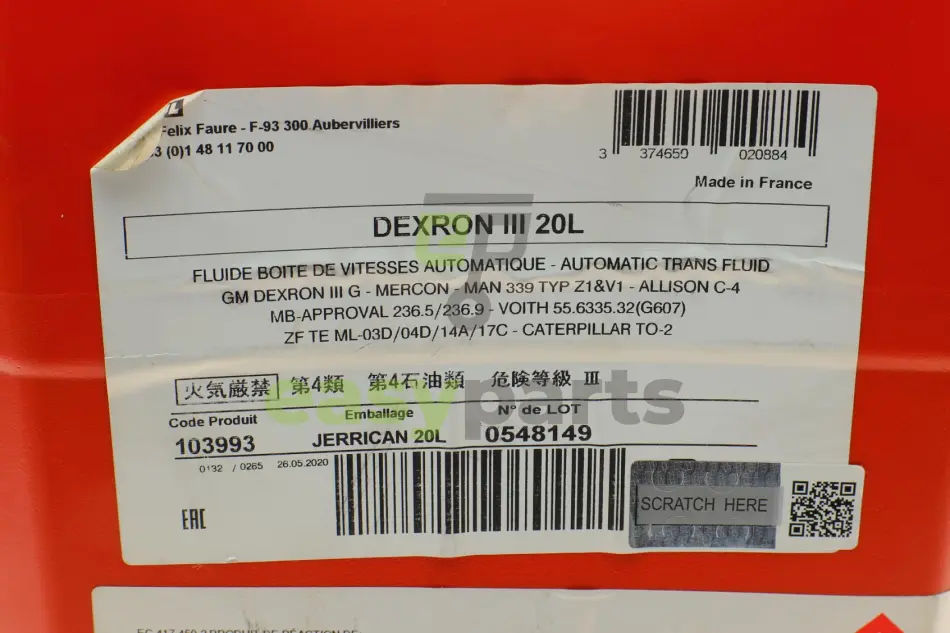 Felix Faure - F-93 300 Aubervilliers
3 (0)1 48 11 70 00
3 374650 020884
Made in France
DEXRON III 20L
FLUIDE BOITE DE VITESSES AUTOMATIQUE - AUTOMATIC TRANS FLUID
GM DEXRON III G - MERCON - MAN 339 TYP Z1&V1 - ALLISON C-4
MB-APPROVAL 236.5/236.9 - VOITH 55.6335.32(G607)
ZF TE ML-03D/04D/14A/17C - CATERPILLAR TO-2
火気厳禁 第4類 第4石油類 危険等級 III
easyparts
Code Produit Emballage N° de LOT
103993 JERRICAN 20L 0548149
0132 / 0265 26.05.2020
EAC
SCRATCH HERE